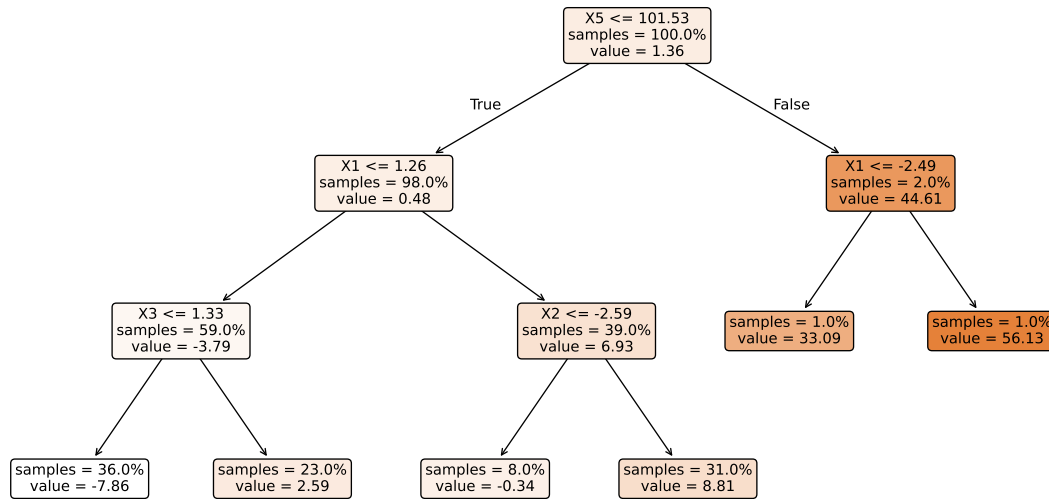 X5 <= 101.53
samples = 100.0%
value = 1.36
True
False
X1 <= 1.26
samples = 98.0%
value = 0.48
X1 <= -2.49
samples = 2.0%
value = 44.61
X3 <= 1.33
samples = 59.0%
value = -3.79
X2 <= -2.59
samples = 39.0%
value = 6.93
samples = 1.0%
value = 33.09
samples = 1.0%
value = 56.13
samples = 36.0%
value = -7.86
samples = 23.0%
value = 2.59
samples = 8.0%
value = -0.34
samples = 31.0%
value = 8.81